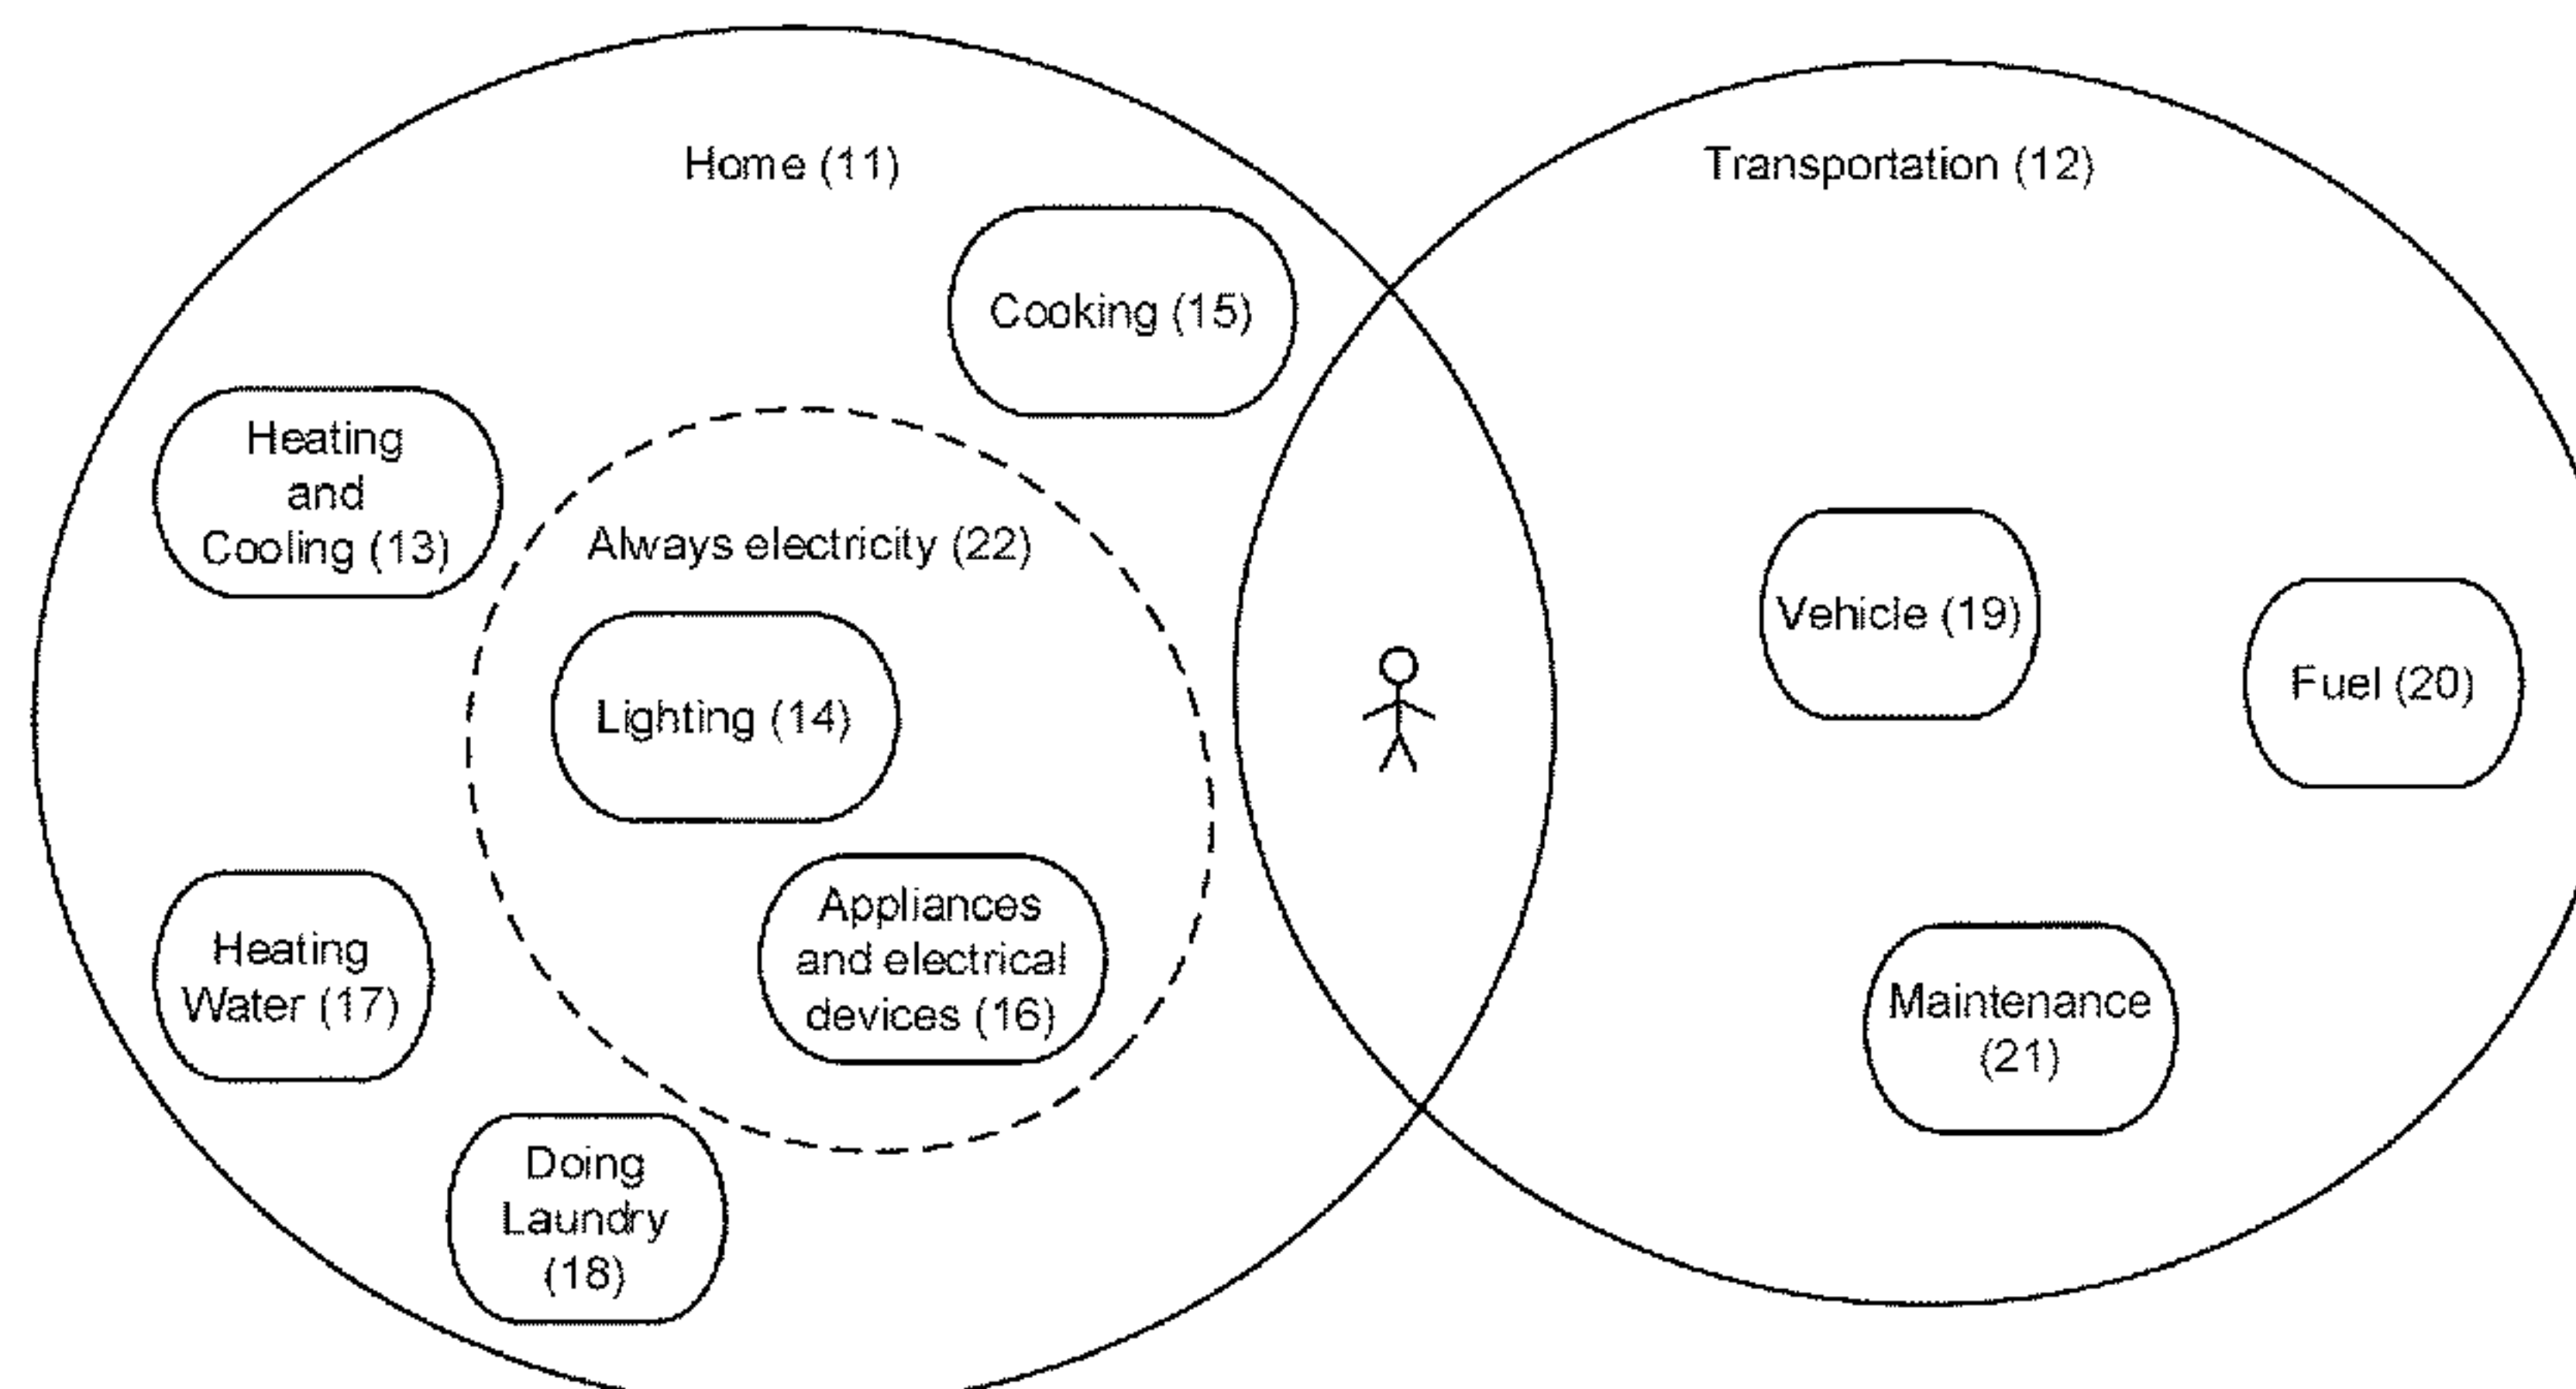 Home (11)
Transportation (12)
Cooking (15)
Heating
and
Cooling (13)
Always electricity (22)
Lighting (14)
Appliances
and electrical
devices (16)
Heating
Water (17)
Doing
Laundry
(18)
Vehicle (19)
Fuel (20)
Maintenance
(21)